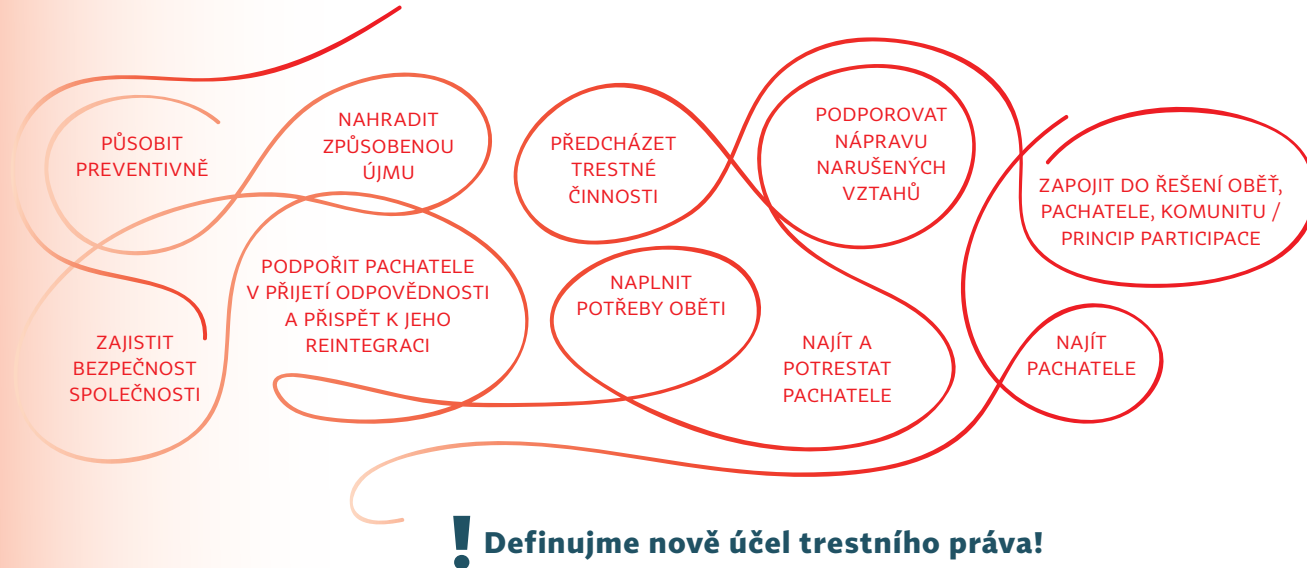 PŮSOBIT
PREVENTIVNĚ
NAHRADIT
ZPŮSOBENOU
ÚJMU
PŘEDCHÁZET
TRESTNÉ
ČINNOSTI
PODPOROVAT
NÁPRAVU
NARUŠENÝCH
VZTAHŮ
ZAPOJIT DO ŘEŠENÍ OBĚŤ,
PACHATELE, KOMUNITU /
PRINCIP PARTICIPACE
ZAJISTIT
BEZPEČNOST
SPOLEČNOSTI
PODPOŘIT PACHATELE
V PŘIJETÍ ODPOVĚDNOSTI
A PŘISPĚT K JEHO
REINTEGRACI
NAPLNIT
POTŘEBY OBĚTI
NAJÍT A
POTRESTAT
PACHATELE
NAJÍT
PACHATELE
! Definujme nově účel trestního práva!